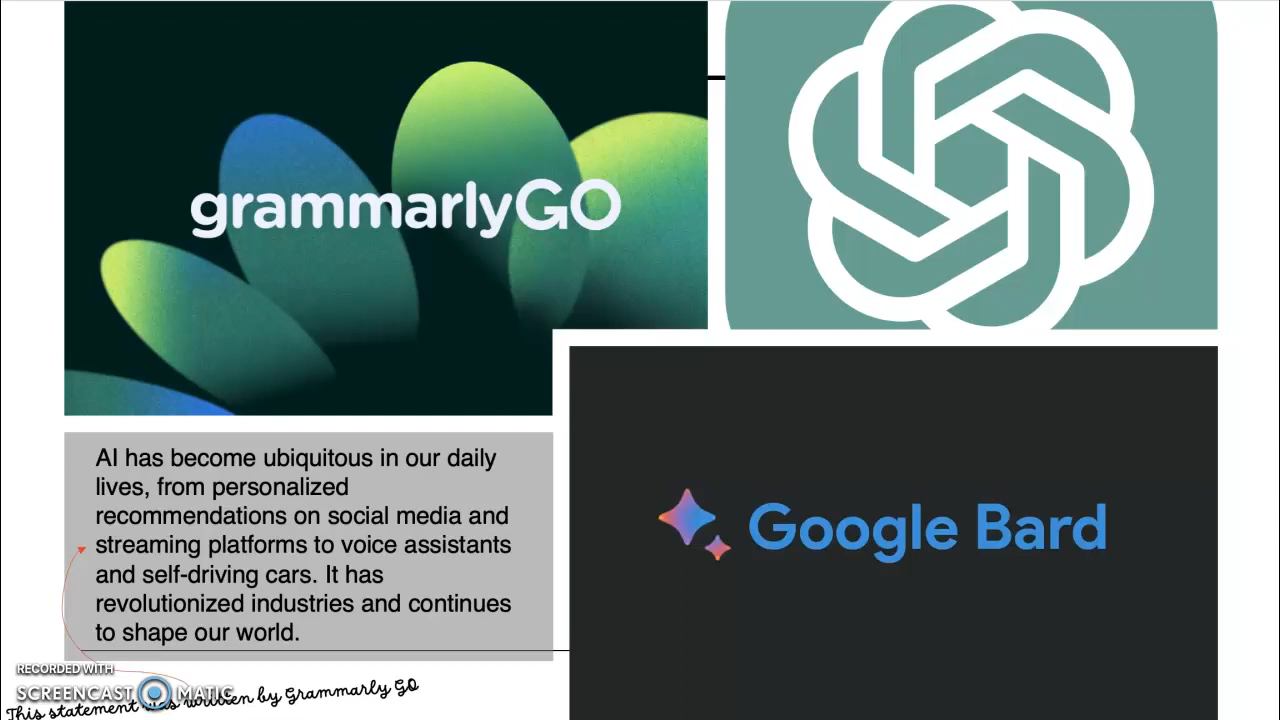 grammarlyGO
Google Bard
AI has become ubiquitous in our daily
lives, from personalized
recommendations on social media and
streaming platforms to voice assistants
and self-driving cars. It has
revolutionized industries and continues
to shape our world.
RECORDED WITH
SCREENCAST MATIC
This statement was written by Grammarly GO